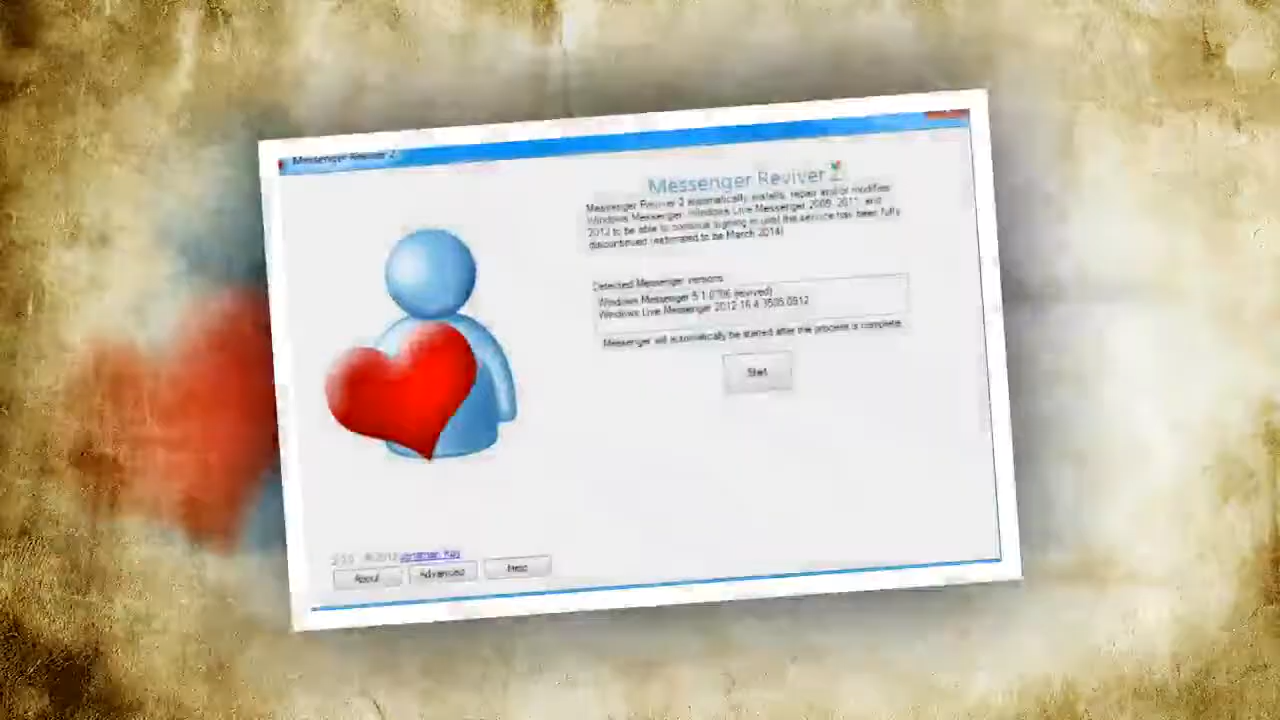 Messenger Reviver 2
Messenger Reviver 2
Messenger Reviver 2 automatically installs, repair and/or modifies
Windows Messenger, Windows Live Messenger 2009, 2011, and
2012 to be able to continue signing in until the service has been fully
discontinued (estimated to be March 2014)
Detected Messenger versions
Windows Messenger 5.1.0706 (revived)
Windows Live Messenger 2012 16.4.3505.0912
Messenger will automatically be started after the process is complete.
Start
© 2013
About Advanced Help